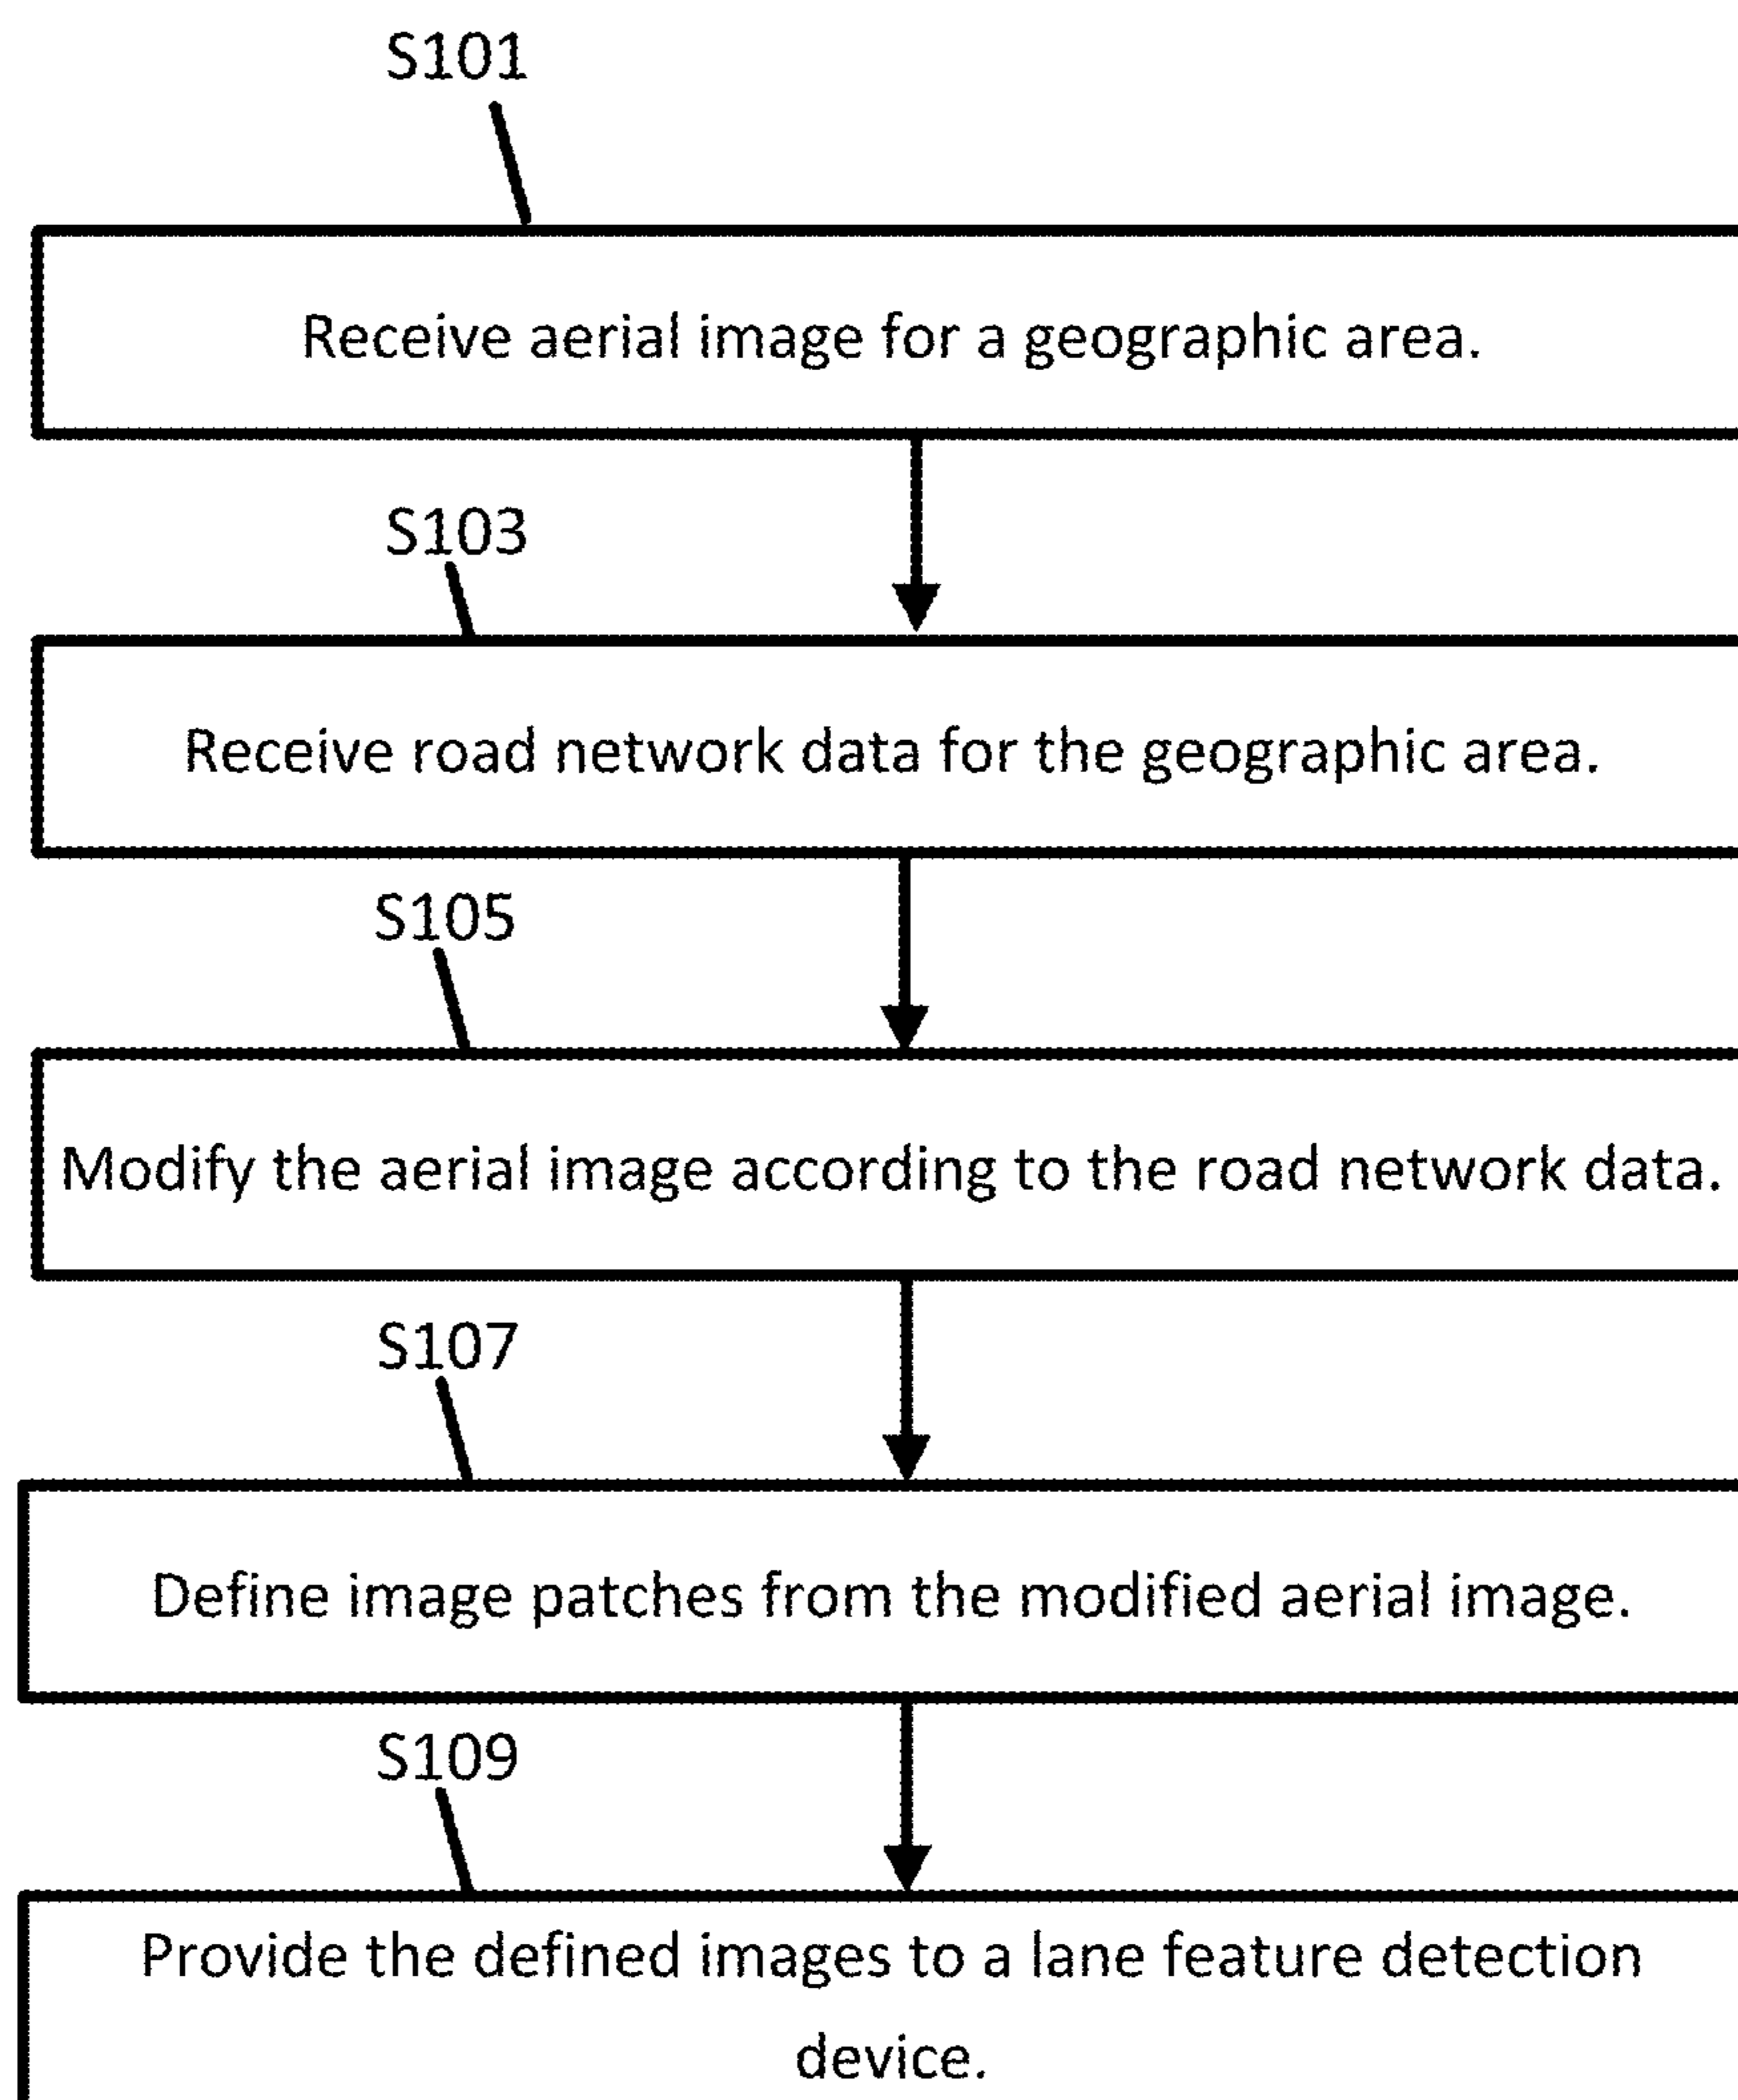 S101
Receive aerial image for a geographic area.
S103
Receive road network data for the geographic area.
S105
Modify the aerial image according to the road network data.
S107
Define image patches from the modified aerial image.
S109
Provide the defined images to a lane feature detection
device.